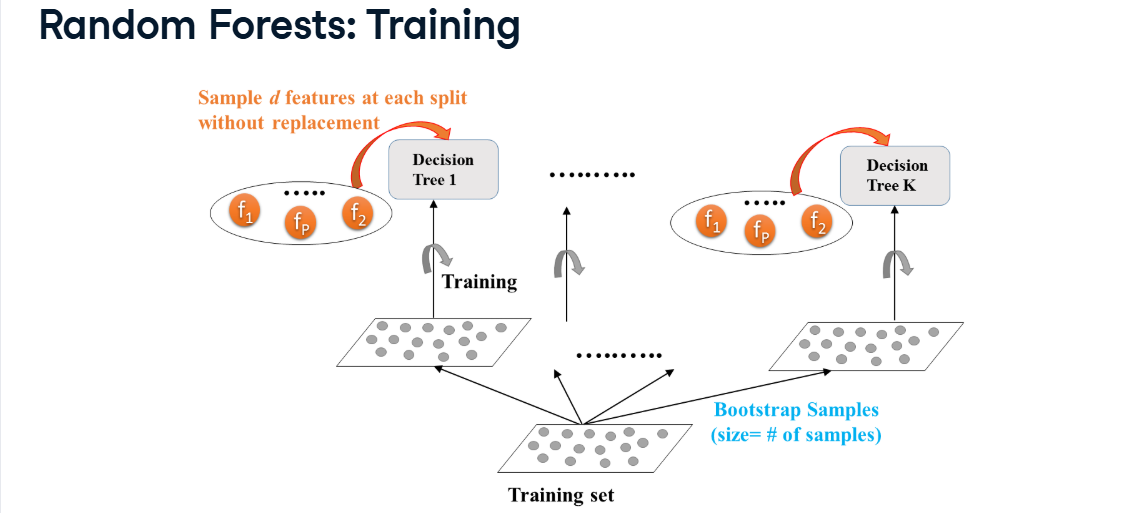 Random Forests: Training
Sample d features at each split
without replacement
Decision
Tree 1
..........
Decision
Tree K
.....
f1
fP
f2
.....
f1
fp
f2
Training
..........
Bootstrap Samples
(size= # of samples)
Training set